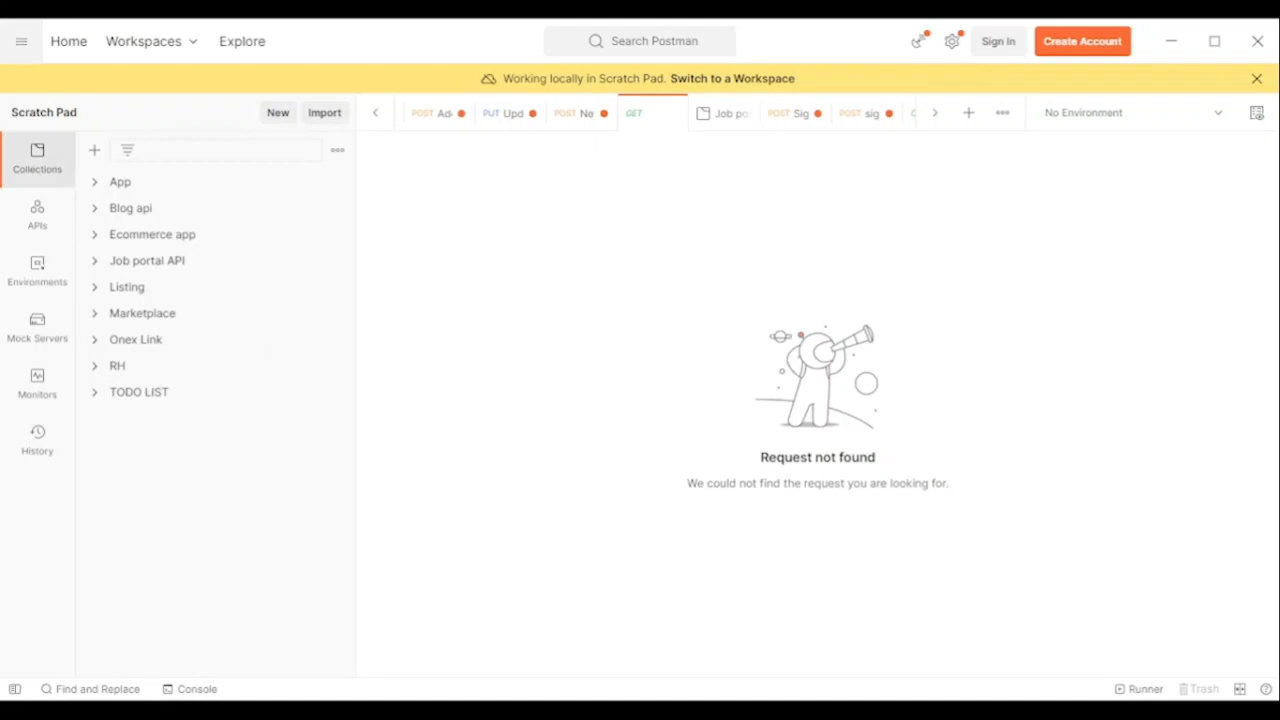 Home Workspaces Explore Search Postman Sign In Create Account
Working locally in Scratch Pad. Switch to a Workspace
Scratch Pad New Import POST Ad PUT Upd POST Ne GET Job po POST Sig POST sig No Environment
Collections
App
Blog api
APIs
Ecommerce app
Job portal API
Environments
Listing
Marketplace
Mock Servers
Onex Link
RH
Monitors
TODO LIST
History
Request not found
We could not find the request you are looking for.
Find and Replace Console Runner Trash